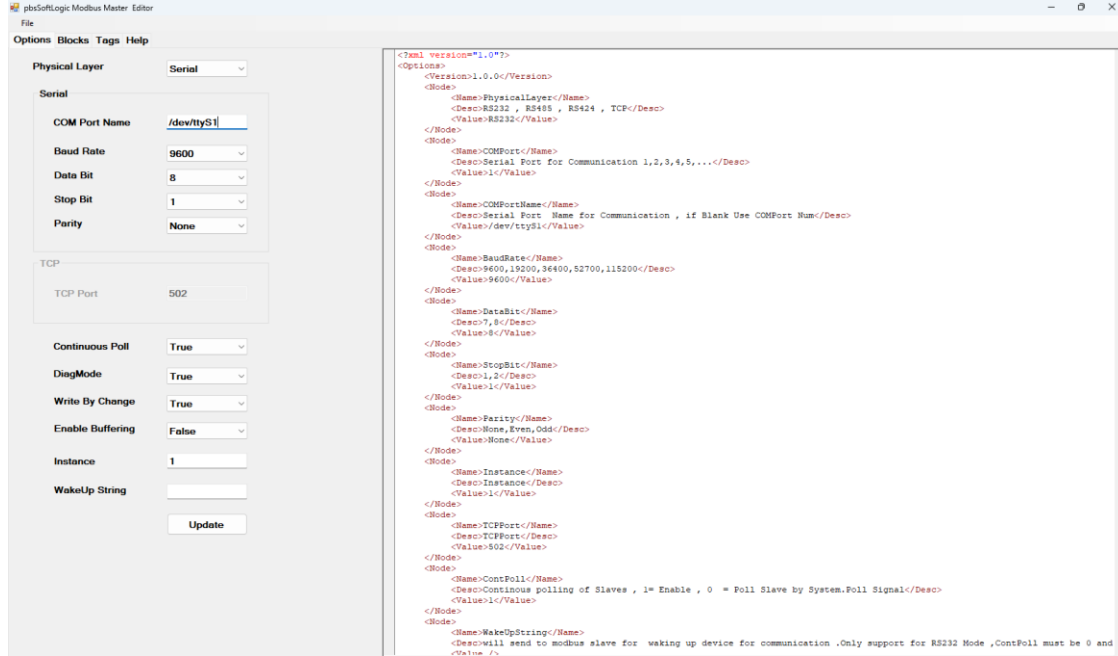 pbsSoftLogic Modbus Master Editor
File
Options Blocks Tags Help
Physical Layer Serial
Serial
COM Port Name /dev/ttyS1
Baud Rate 9600
Data Bit 8
Stop Bit 1
Parity None
TCP
TCP Port 502
Continuous Poll True
DiagMode True
Write By Change True
Enable Buffering False
Instance 1
WakeUp String
Update
<?xml version="1.0"?>
<Options>
<Version>1.0.0</Version>
<Node>
<Name>PhysicalLayer</Name>
<Desc>RS232 , RS485 , RS424 , TCP</Desc>
<Value>RS232</Value>
</Node>
<Node>
<Name>COMPort</Name>
<Desc>Serial Port for Communication 1,2,3,4,5,...</Desc>
<Value>1</Value>
</Node>
<Node>
<Name>COMPortName</Name>
<Desc>Serial Port  Name for Communication , if Blank Use COMPort Num</Desc>
<Value>/dev/ttyS1</Value>
</Node>
<Node>
<Name>BaudRate</Name>
<Desc>9600,19200,36400,52700,115200</Desc>
<Value>9600</Value>
</Node>
<Node>
<Name>DataBit</Name>
<Desc>7,8</Desc>
<Value>8</Value>
</Node>
<Node>
<Name>StopBit</Name>
<Desc>1,2</Desc>
<Value>1</Value>
</Node>
<Node>
<Name>Parity</Name>
<Desc>None,Even,Odd</Desc>
<Value>None</Value>
</Node>
<Node>
<Name>Instance</Name>
<Desc>Instance</Desc>
<Value>1</Value>
</Node>
<Node>
<Name>TCPPort</Name>
<Desc>TCPPort</Desc>
<Value>502</Value>
</Node>
<Node>
<Name>ContPoll</Name>
<Desc>Continous polling of Slaves , 1= Enable , 0  = Poll Slave by System.Poll Signal</Desc>
<Value>1</Value>
</Node>
<Node>
<Name>WakeUpString</Name>
<Desc>will send to modbus slave for  waking up device for communication .Only support for RS232 Mode ,ContPoll must be 0 and
<Value />